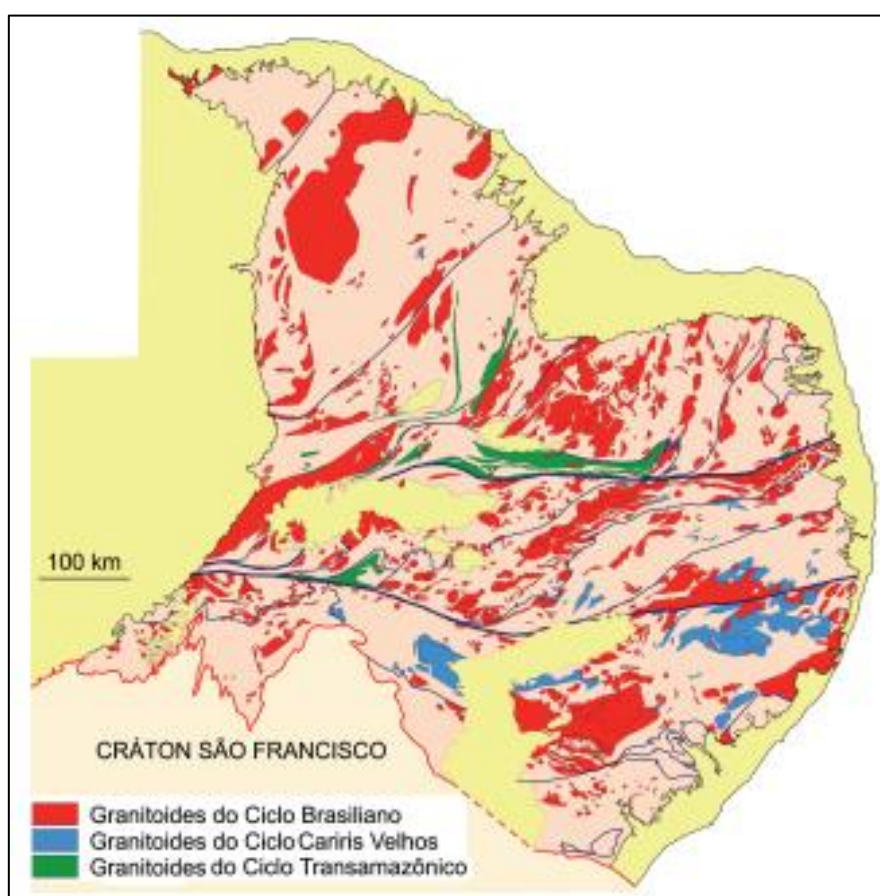 100 km
CRÁTON SÃO FRANCISCO
Granitoides do Ciclo Brasiliano
Granitoides do Ciclo Cariris Velhos
Granitoides do Ciclo Transamazônico